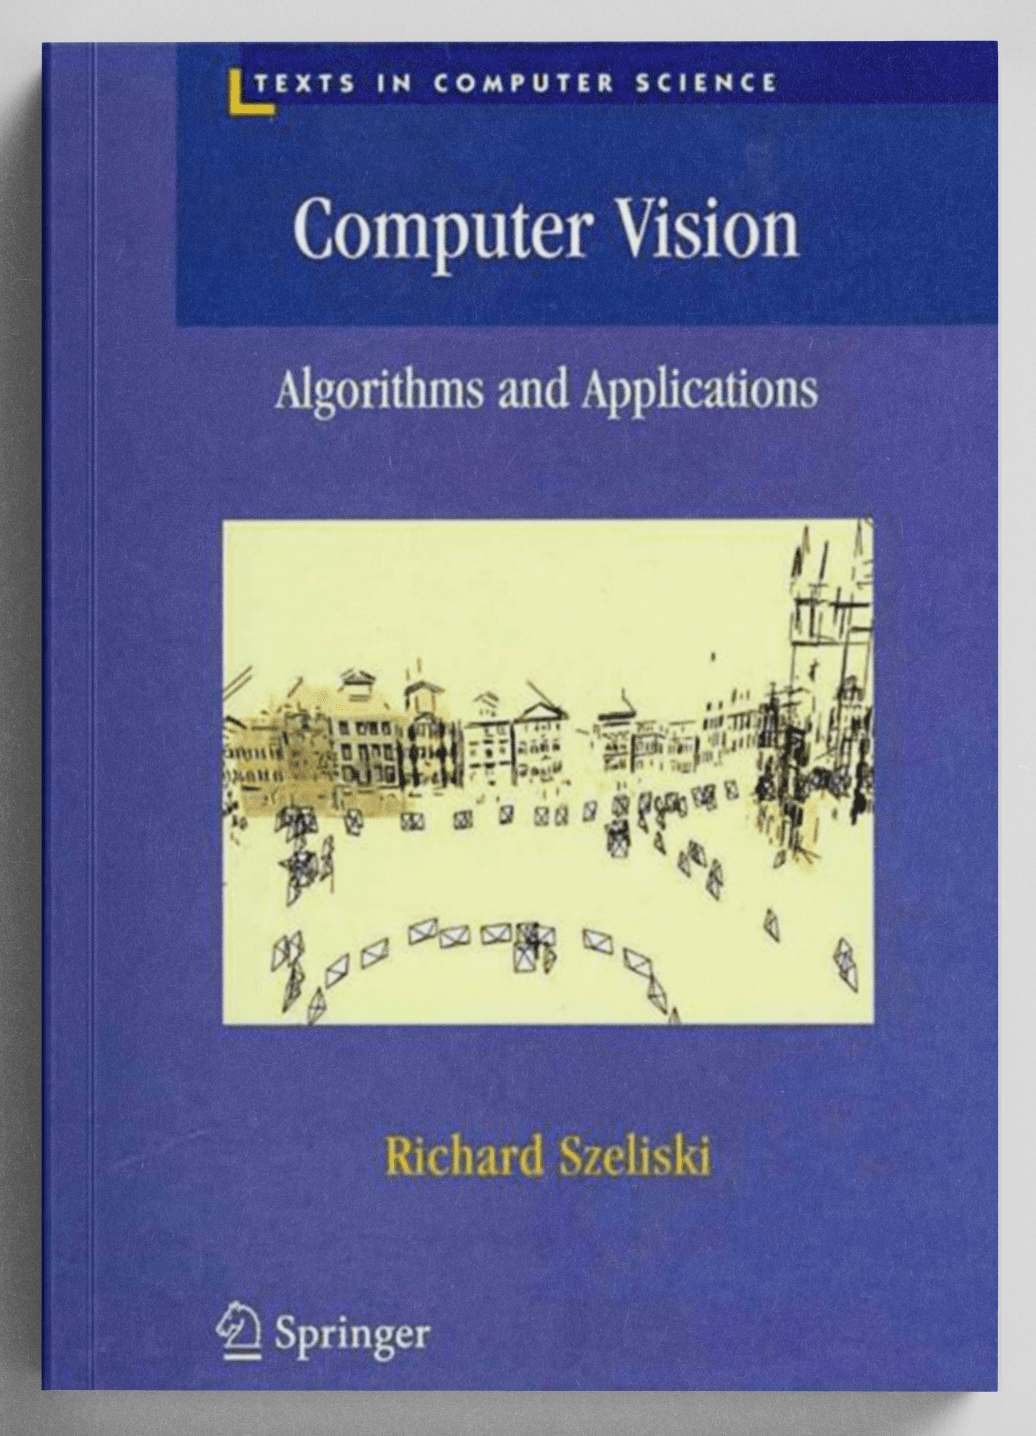 TEXTS IN COMPUTER SCIENCE
Computer Vision
Algorithms and Applications
Richard Szeliski
Springer